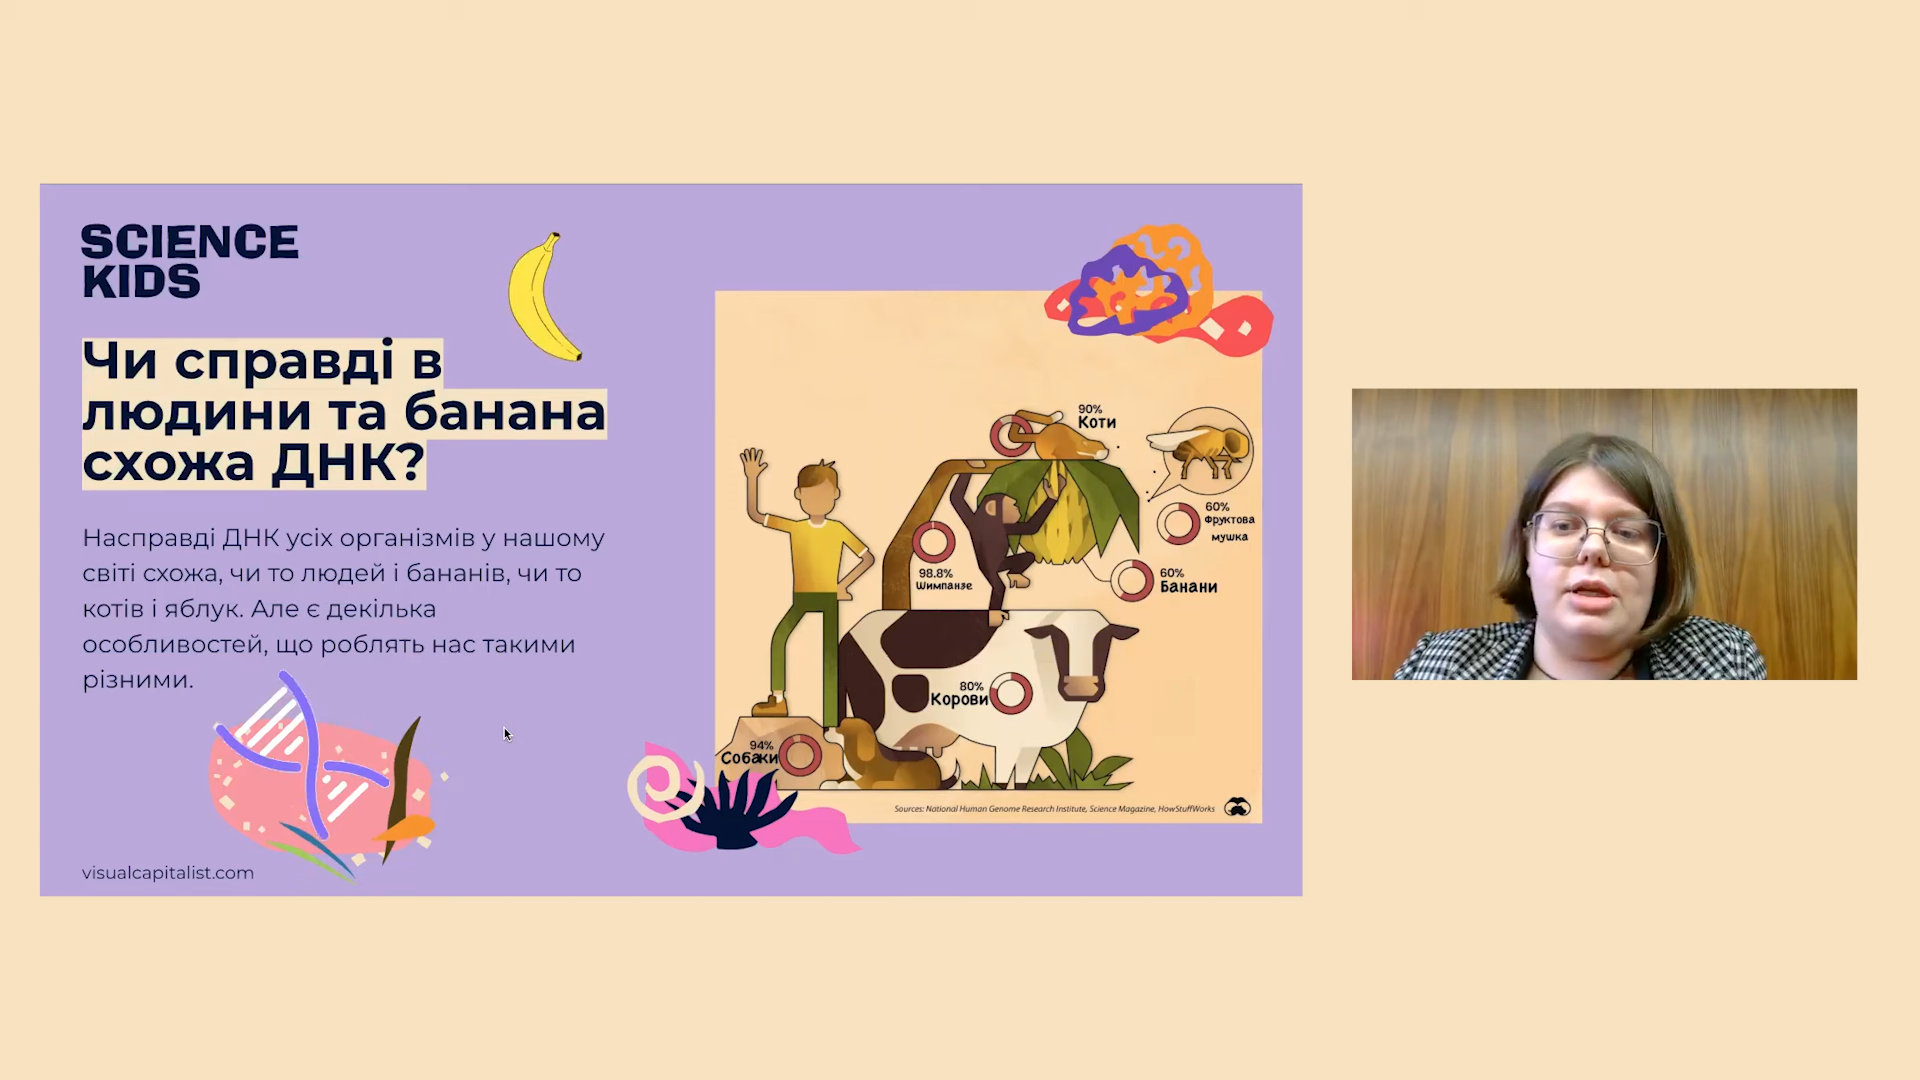 SCIENCE
KIDS
Чи справді в
людини та банана
схожа ДНК?
Насправді ДНК усіх організмів у нашому
світі схожа, чи то людей і бананів, чи то
котів і яблук. Але є декілька
особливостей, що роблять нас такими
різними.
visualcapitalist.com
90%
Коти
60%
Фруктова
мушка
98.8%
Шимпанзе
60%
Банани
80%
Корови
94%
Собаки
Sources: National Human Genome Research Institute, Science Magazine, HowStuffWorks